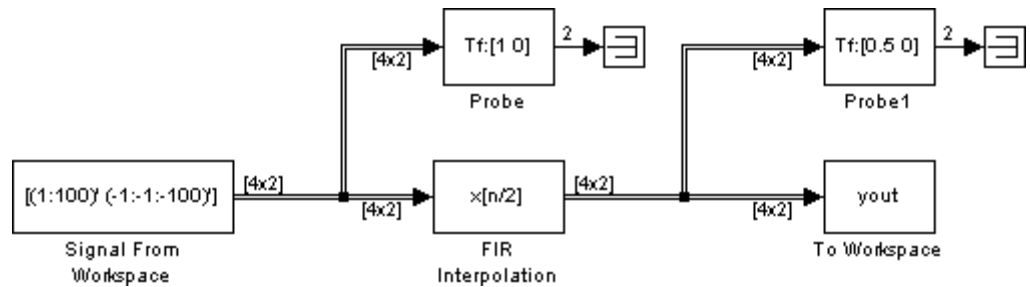 Tf:[1 0]
2
[4x2]
Probe
Tf:[0.5 0]
2
[4x2]
Probe1
[(1:100)' (-1:-1:-100)']
[4x2]
Signal From
Workspace
[4x2]
x[n/2]
[4x2]
FIR
Interpolation
[4x2]
yout
To Workspace